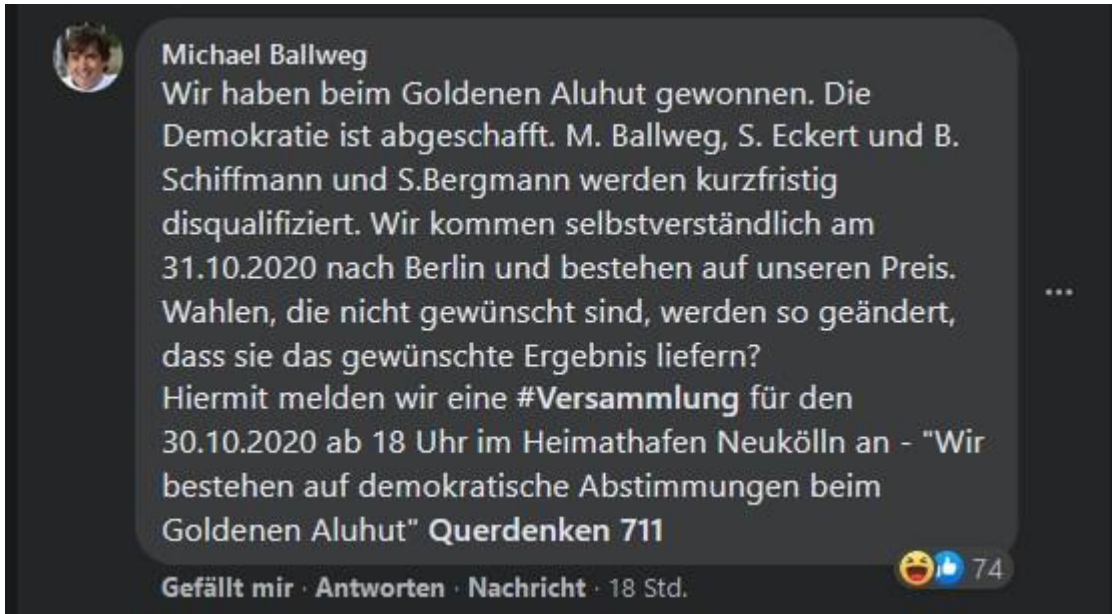 Michael Ballweg
Wir haben beim Goldenen Aluhut gewonnen. Die
Demokratie ist abgeschafft. M. Ballweg, S. Eckert und B.
Schiffmann und S.Bergmann werden kurzfristig
disqualifiziert. Wir kommen selbstverständlich am
31.10.2020 nach Berlin und bestehen auf unseren Preis.
Wahlen, die nicht gewünscht sind, werden so geändert,
dass sie das gewünschte Ergebnis liefern?
Hiermit melden wir eine #Versammlung für den
30.10.2020 ab 18 Uhr im Heimathafen Neukölln an - "Wir
bestehen auf demokratische Abstimmungen beim
Goldenen Aluhut" Querdenken 711
74
Gefällt mir · Antworten · Nachricht · 18 Std.